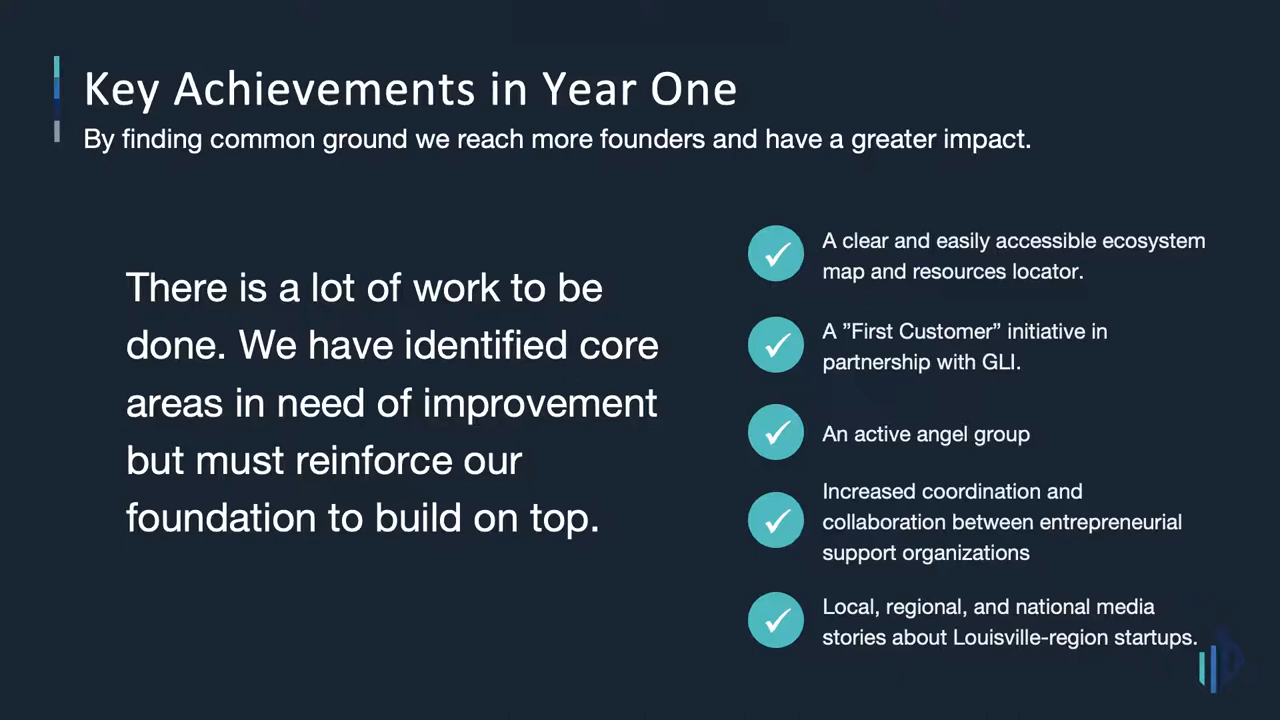 Key Achievements in Year One
By finding common ground we reach more founders and have a greater impact.
There is a lot of work to be
done. We have identified core
areas in need of improvement
but must reinforce our
foundation to build on top.
A clear and easily accessible ecosystem
map and resources locator.
A ”First Customer” initiative in
partnership with GLI.
An active angel group
Increased coordination and
collaboration between entrepreneurial
support organizations
Local, regional, and national media
stories about Louisville-region startups.